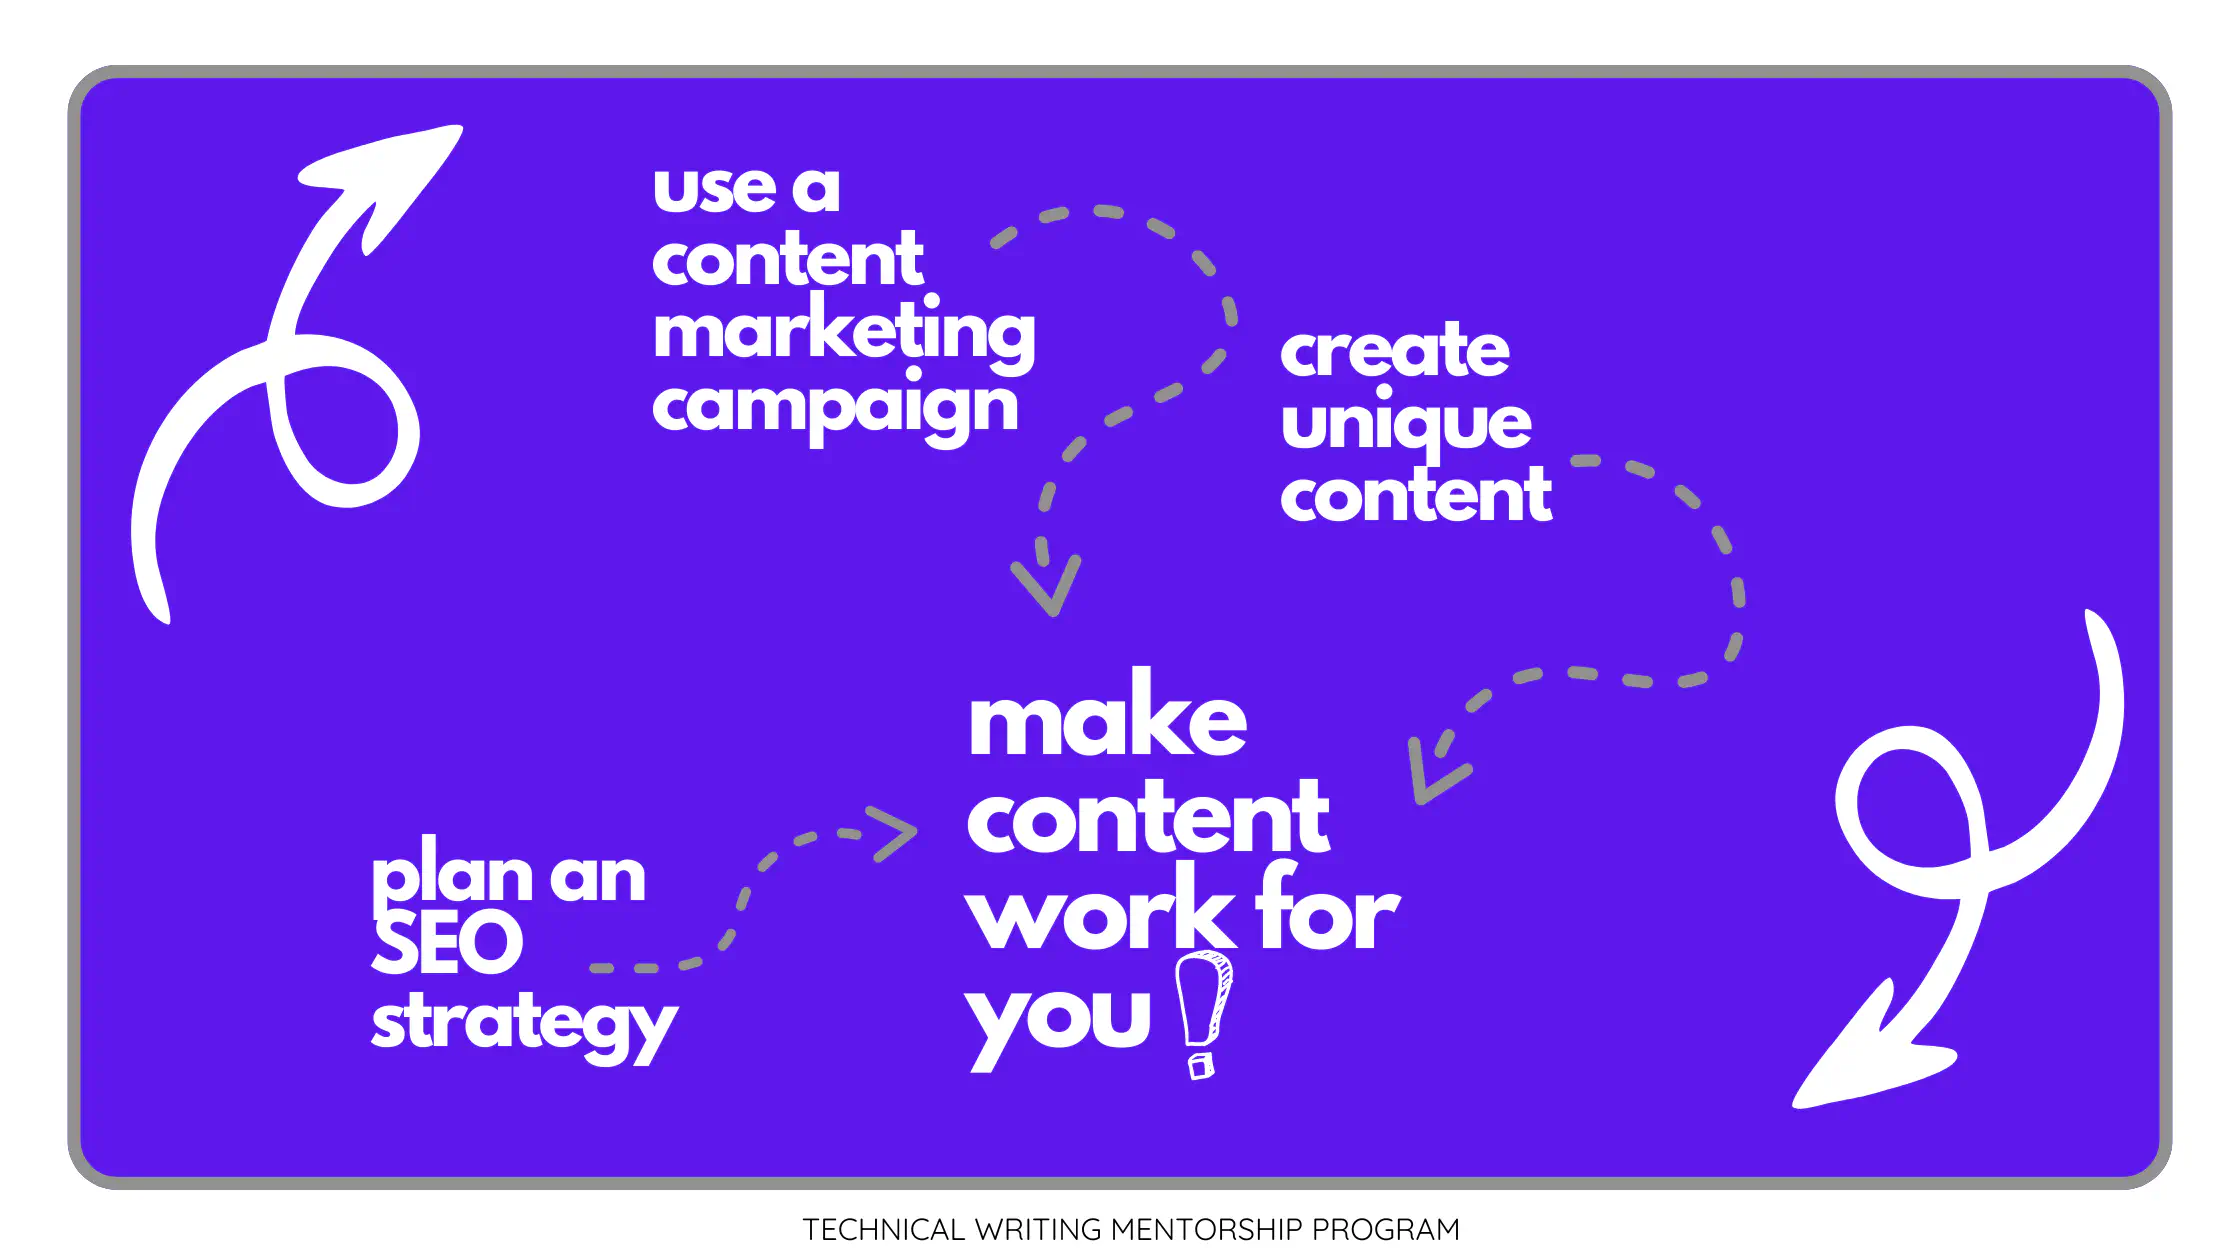 use a
content
marketing
campaign
create
unique
content
plan an
SEO
strategy
make
content
work for
you!
TECHNICAL WRITING MENTORSHIP PROGRAM